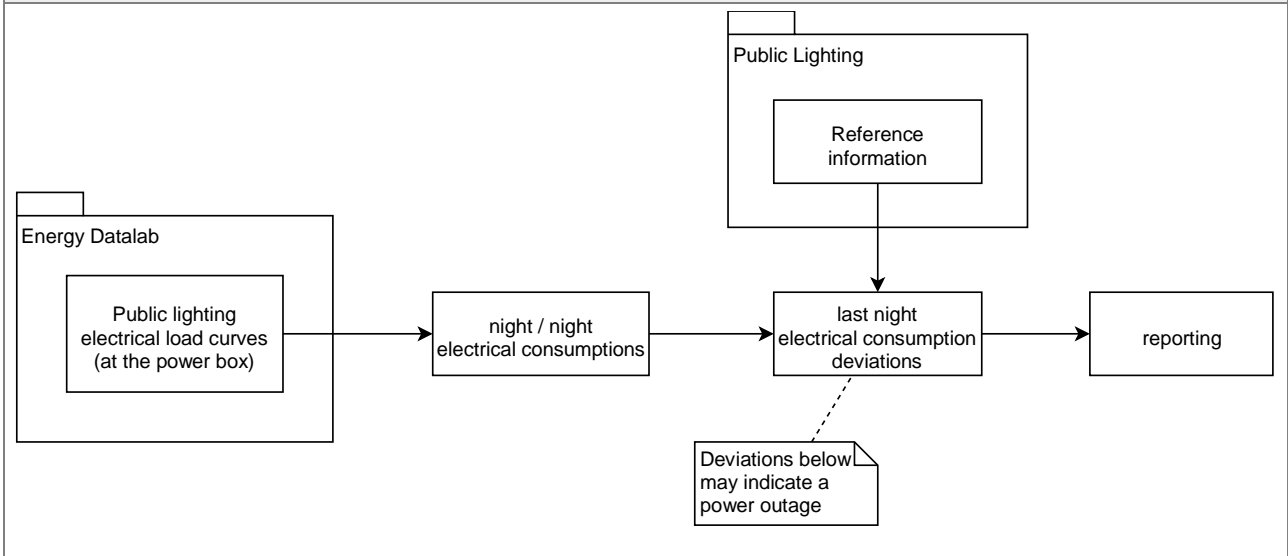 Public Lighting
Reference
information
Energy Datalab
Public lighting
electrical load curves
(at the power box)
night / night
electrical consumptions
last night
electrical consumption
deviations
reporting
Deviations below
may indicate a
power outage